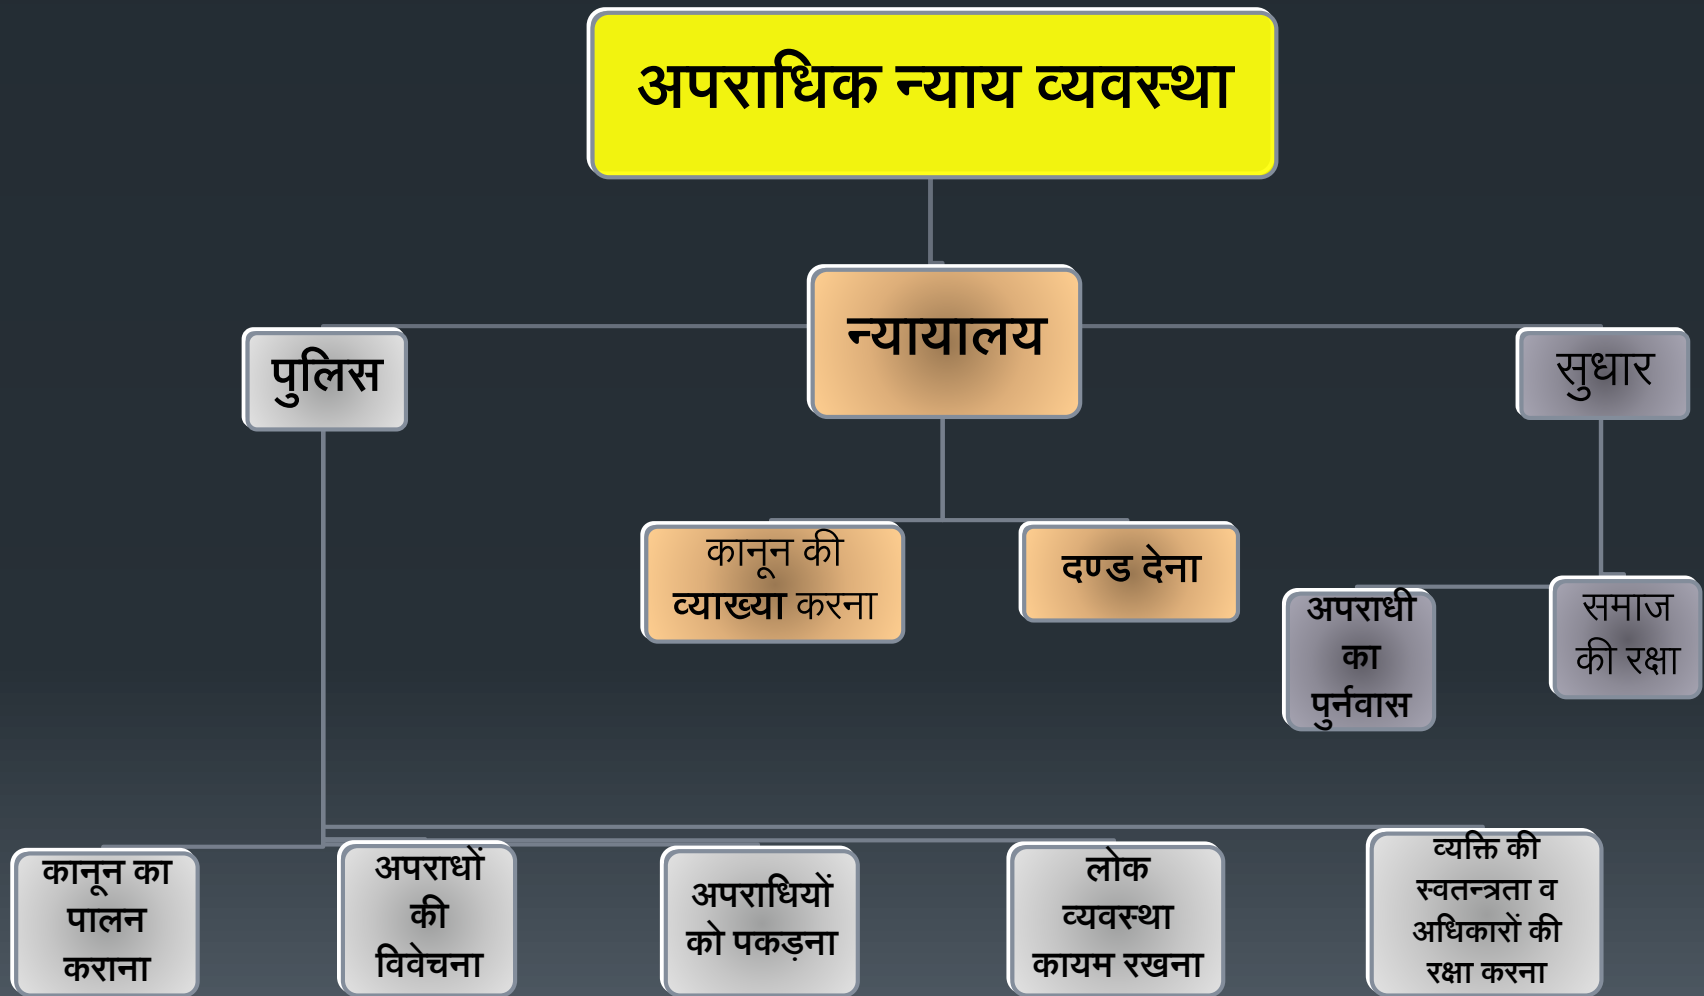 अपराधिक न्याय व्यवस्था
न्यायालय
पुलिस
सुधार
कानून की
व्याख्या करना
दण्ड देना
अपराधी
का
पुर्नवास
समाज
की रक्षा
कानून का
पालन
कराना
अपराधों
की
विवेचना
अपराधियों
को पकड़ना
लोक
व्यवस्था
कायम रखना
व्यक्ति की
स्वतन्त्रता व
अधिकारों की
रक्षा करना